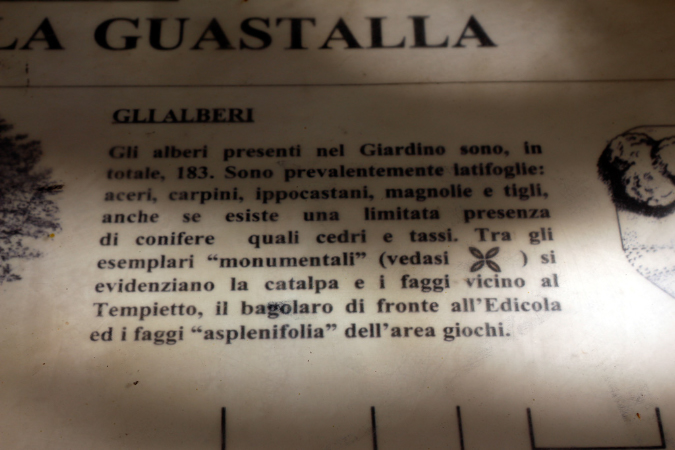 LA GUASTALLA
GLI ALBERI
Gli alberi presenti nel Giardino sono, in
totale, 183. Sono prevalentemente latifoglie:
aceri, carpini, ippocastani, magnolie e tigli,
anche se esiste una limitata presenza
di conifere quali cedri e tassi. Tra gli
esemplari “monumentali” (vedasi ) si
evidenziano la catalpa e i faggi vicino al
Tempietto, il bagolaro di fronte all'Edicola
ed i faggi “asplenifolia” dell'area giochi.